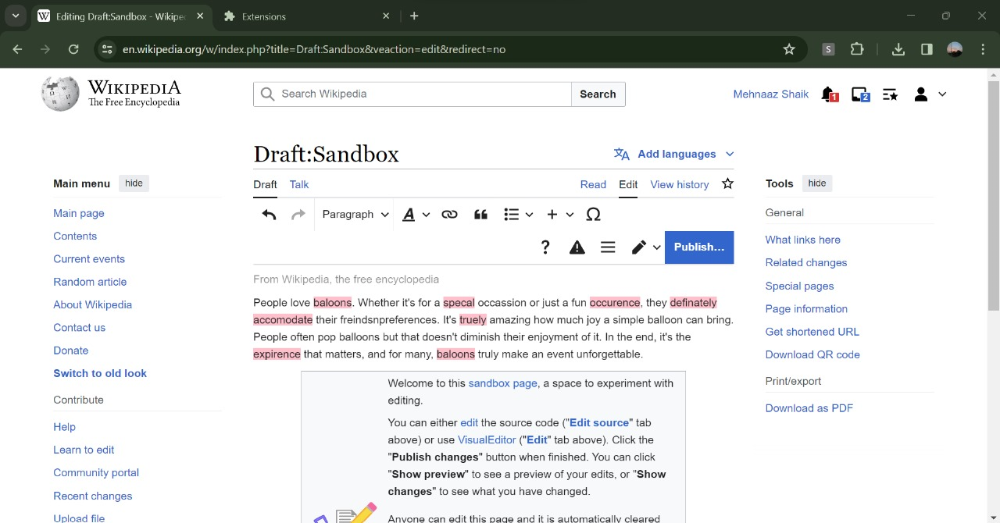 Editing Draft:Sandbox - Wikipe
Extensions
en.wikipedia.org/w/index.php?title=Draft:Sandbox&veaction=edit&redirect=no
S
WIKIPEDIA
The Free Encyclopedia
Search Wikipedia
Search
Mehnaaz Shaik
1
2
Draft:Sandbox
Add languages
Main menu
hide
Draft
Talk
Read
Edit
View history
Tools
hide
Main page
Contents
Current events
Random article
About Wikipedia
Contact us
Donate
Switch to old look
Contribute
Help
Learn to edit
Community portal
Recent changes
Upload file
Paragraph
A
Ω
?
Publish...
From Wikipedia, the free encyclopedia
People love baloons. Whether it's for a specal occassion or just a fun occurence, they definately
accomodate their freindsnpreferences. It's truely amazing how much joy a simple balloon can bring.
People often pop balloons but that doesn't diminish their enjoyment of it. In the end, it's the
expirence that matters, and for many, baloons truly make an event unforgettable.
Welcome to this sandbox page, a space to experiment with
editing.
You can either edit the source code ("Edit source" tab
above) or use VisualEditor ("Edit" tab above). Click the
"Publish changes" button when finished. You can click
"Show preview" to see a preview of your edits, or "Show
changes" to see what you have changed.
Anyone can edit this page and it is automatically cleared
General
What links here
Related changes
Special pages
Page information
Get shortened URL
Download QR code
Print/export
Download as PDF